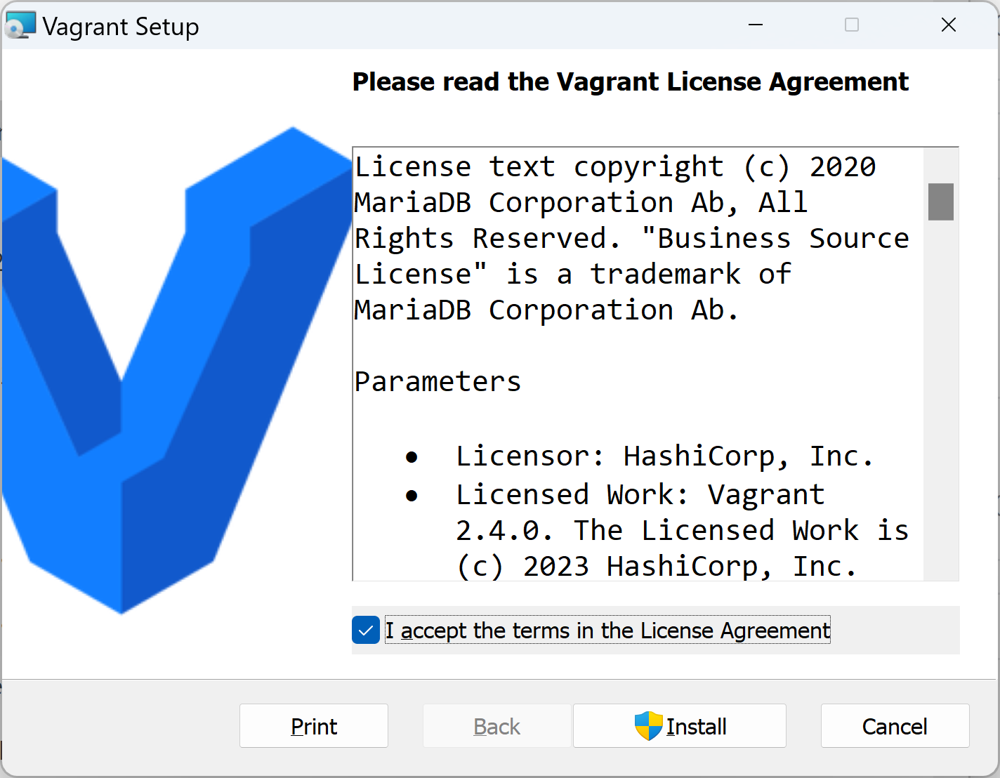 Vagrant Setup
Please read the Vagrant License Agreement
License text copyright (c) 2020
MariaDB Corporation Ab, All
Rights Reserved. "Business Source
License" is a trademark of
MariaDB Corporation Ab.
Parameters
• Licensor: HashiCorp, Inc.
• Licensed Work: Vagrant
2.4.0. The Licensed Work is
(c) 2023 HashiCorp, Inc.
I accept the terms in the License Agreement
Print Back Install Cancel